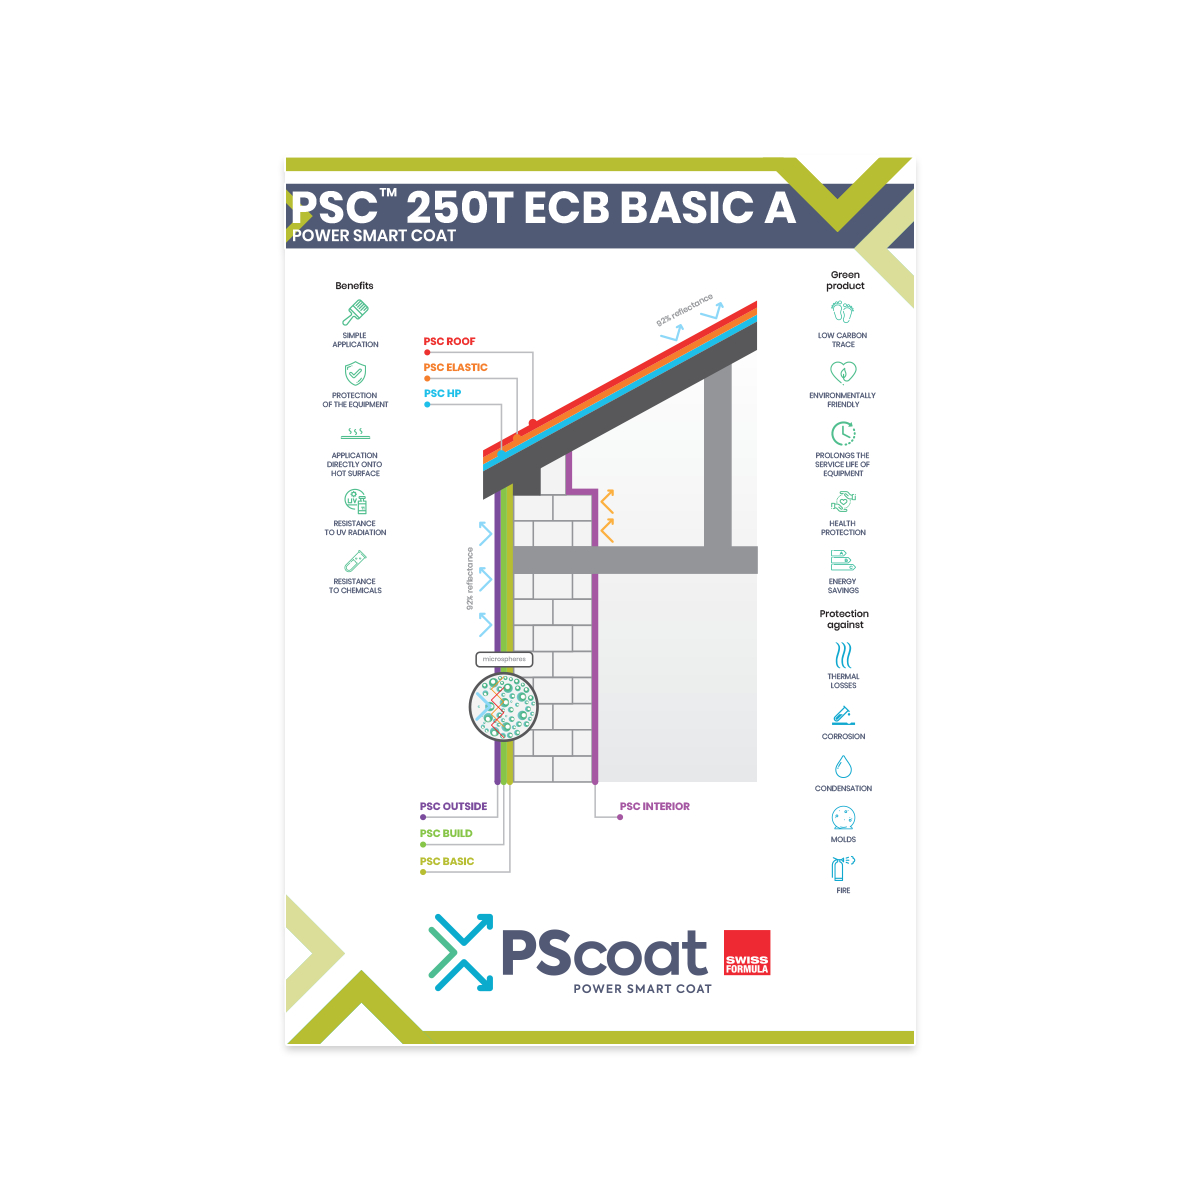 PSC™ 250T ECB BASIC A
POWER SMART COAT
Benefits
SIMPLE
APPLICATION
PROTECTION
OF THE EQUIPMENT
APPLICATION
DIRECTLY ONTO
HOT SURFACE
UV
RESISTANCE
TO UV RADIATION
RESISTANCE
TO CHEMICALS
PSC ROOF
PSC ELASTIC
PSC HP
92% reflectance
92% reflectance
microspheres
PSC OUTSIDE
PSC BUILD
PSC BASIC
PSC INTERIOR
Green
product
LOW CARBON
TRACE
ENVIRONMENTALLY
FRIENDLY
PROLONGS THE
SERVICE LIFE OF
EQUIPMENT
HEALTH
PROTECTION
ENERGY
SAVINGS
Protection
against
THERMAL
LOSSES
CORROSION
CONDENSATION
MOLDS
FIRE
PScoat
POWER SMART COAT
SWISS
FORMULA